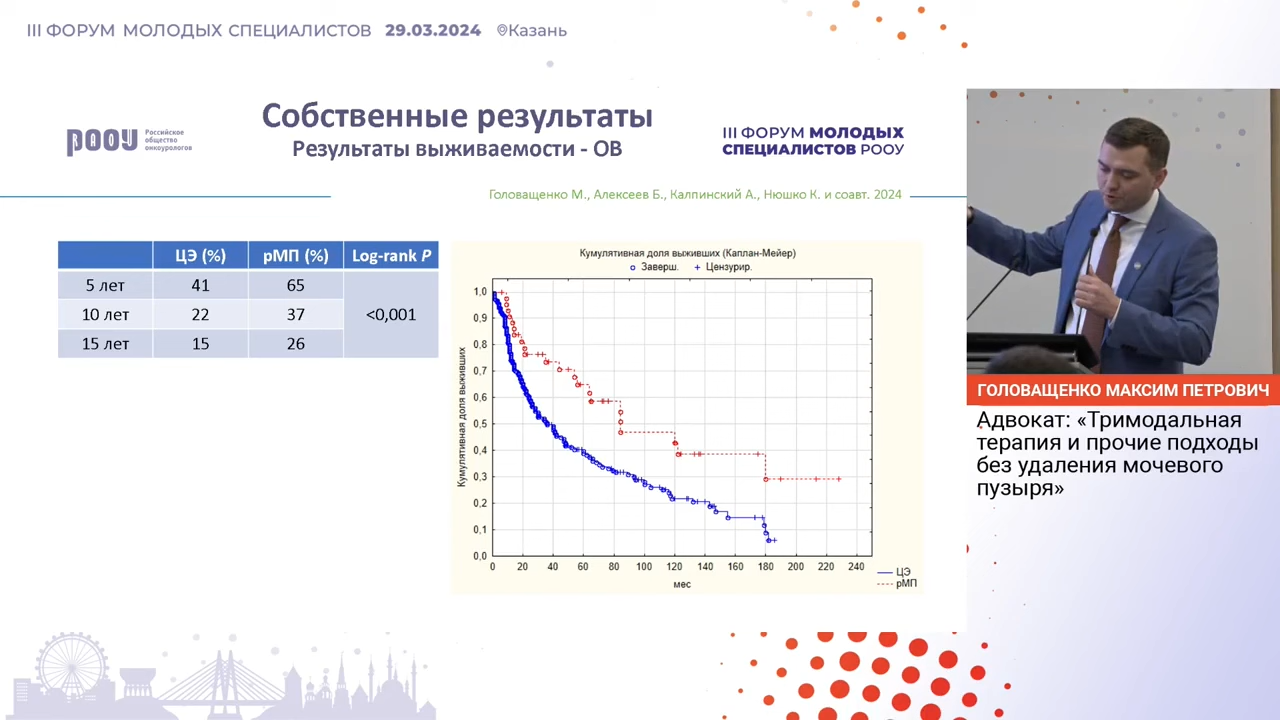 III ФОРУМ МОЛОДЫХ СПЕЦИАЛИСТОВ 29.03.2024 Казань
Собственные результаты
Результаты выживаемости - ОВ
РООУ
Российское
общество
онкоурологов
III ФОРУМ МОЛОДЫХ
СПЕЦИАЛИСТОВ РООУ
Головащенко М., Алексеев Б., Калпинский А., Нюшко К. и соавт. 2024
ЦЭ (%) рМП (%) Log-rank P
5 лет 41 65
10 лет 22 37 <0,001
15 лет 15 26
Кумулятивная доля выживших (Каплан-Мейер)
Заверш. Цензурир.
Кумулятивная доля выживших
1,0
0,9
0,8
0,7
0,6
0,5
0,4
0,3
0,2
0,1
0,0
0 20 40 60 80 100 120 140 160 180 200 220 240
мес
ЦЭ
рМП
ГОЛОВАЩЕНКО МАКСИМ ПЕТРОВИЧ
Адвокат: «Тримодальная
терапия и прочие подходы
без удаления мочевого
пузыря»